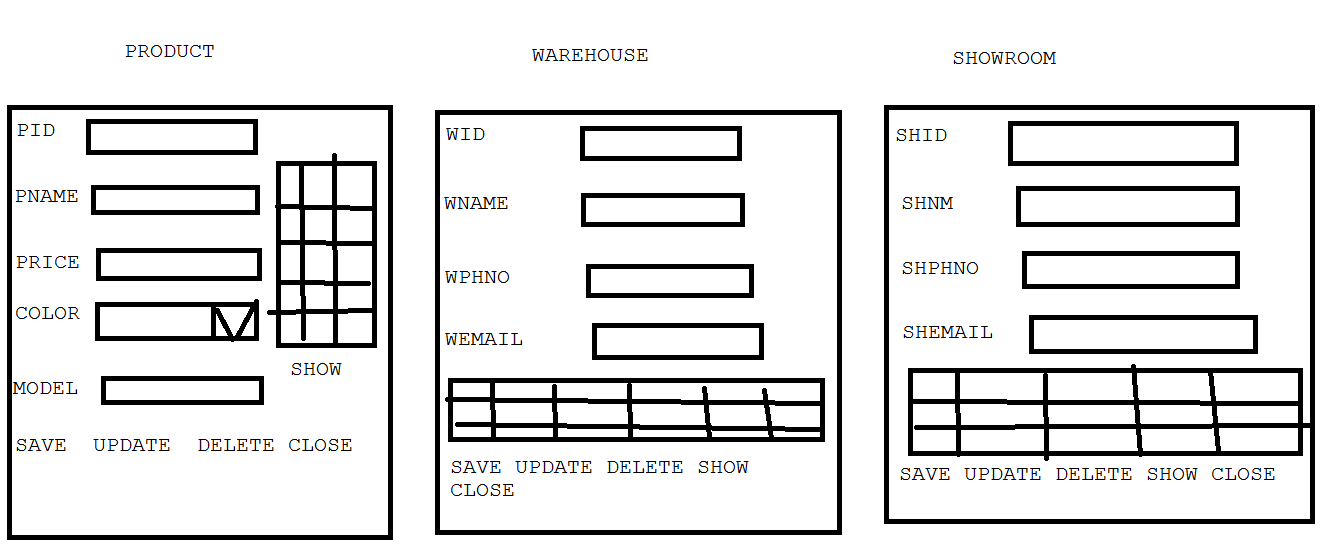 PRODUCT
PID
PNAME
PRICE
COLOR
SHOW
MODEL
SAVE UPDATE DELETE CLOSE
WAREHOUSE
WID
WNAME
WPHNO
WEMAIL
SAVE UPDATE DELETE SHOW
CLOSE
SHOWROOM
SHID
SHNM
SHPHNO
SHEMAIL
SAVE UPDATE DELETE SHOW CLOSE